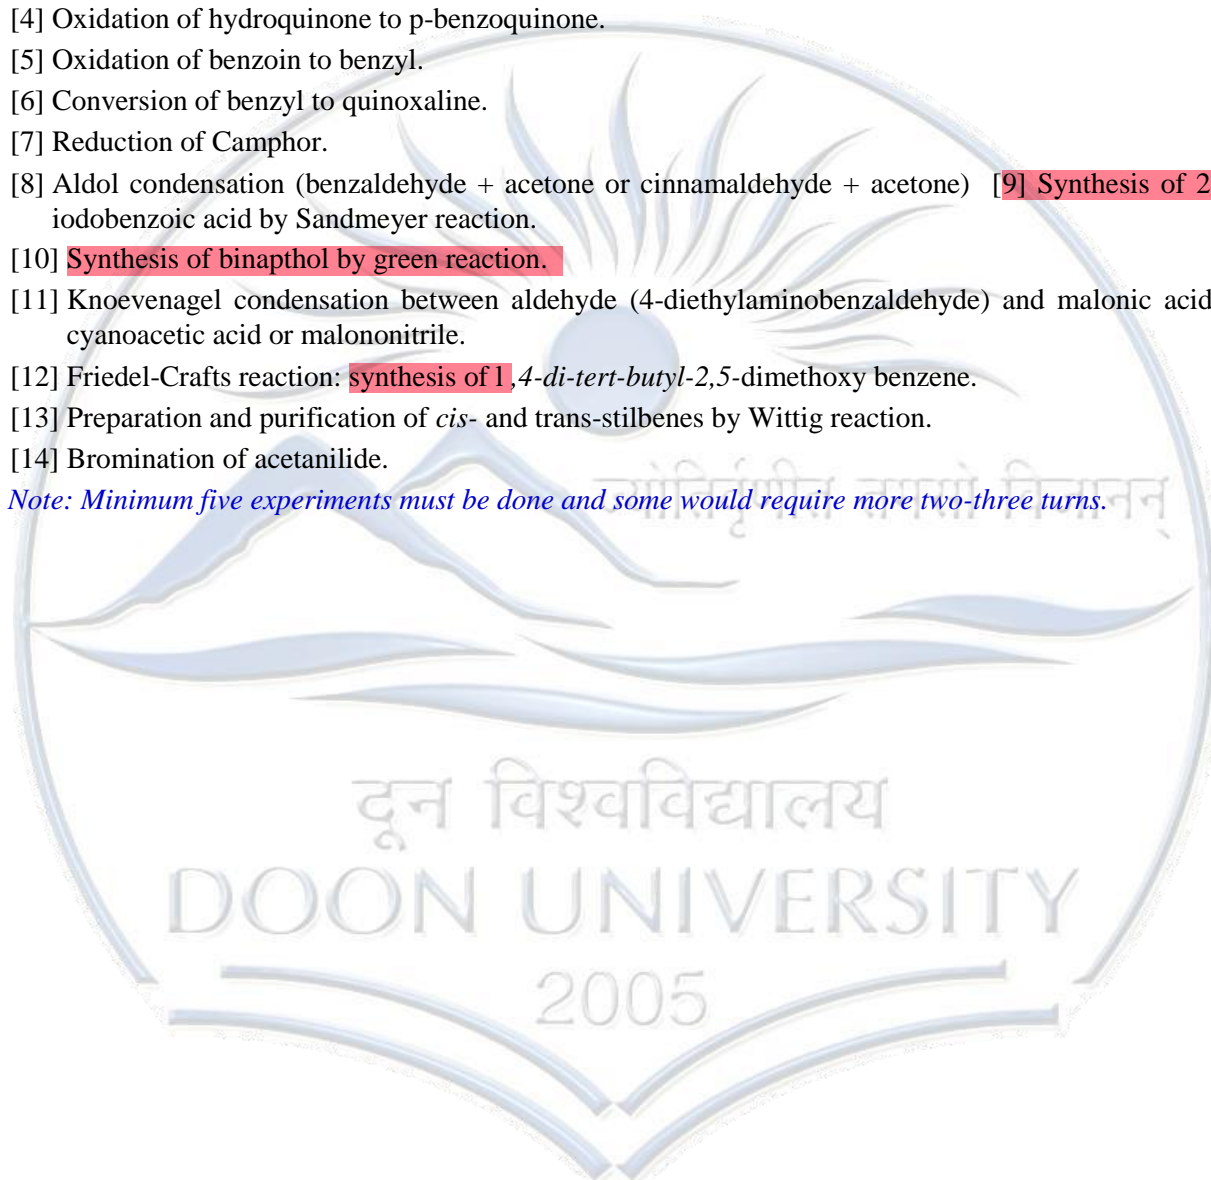 [4] Oxidation of hydroquinone to p-benzoquinone.
[5] Oxidation of benzoin to benzyl.
[6] Conversion of benzyl to quinoxaline.
[7] Reduction of Camphor.
[8] Aldol condensation (benzaldehyde + acetone or cinnamaldehyde + acetone) [9] Synthesis of 2
iodobenzoic acid by Sandmeyer reaction.
[10] Synthesis of binapthol by green reaction.
[11] Knoevenagel condensation between aldehyde (4-diethylaminobenzaldehyde) and malonic acid
cyanoacetic acid or malononitrile.
[12] Friedel-Crafts reaction: synthesis of l ,4-di-tert-butyl-2,5-dimethoxy benzene.
[13] Preparation and purification of cis- and trans-stilbenes by Wittig reaction.
[14] Bromination of acetanilide.
Note: Minimum five experiments must be done and some would require more two-three turns.
दून विश्वविद्यालय
DOON UNIVERSITY
2005